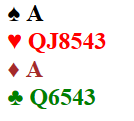 ♠ A
♥ QJ8543
♦ A
♣ Q6543